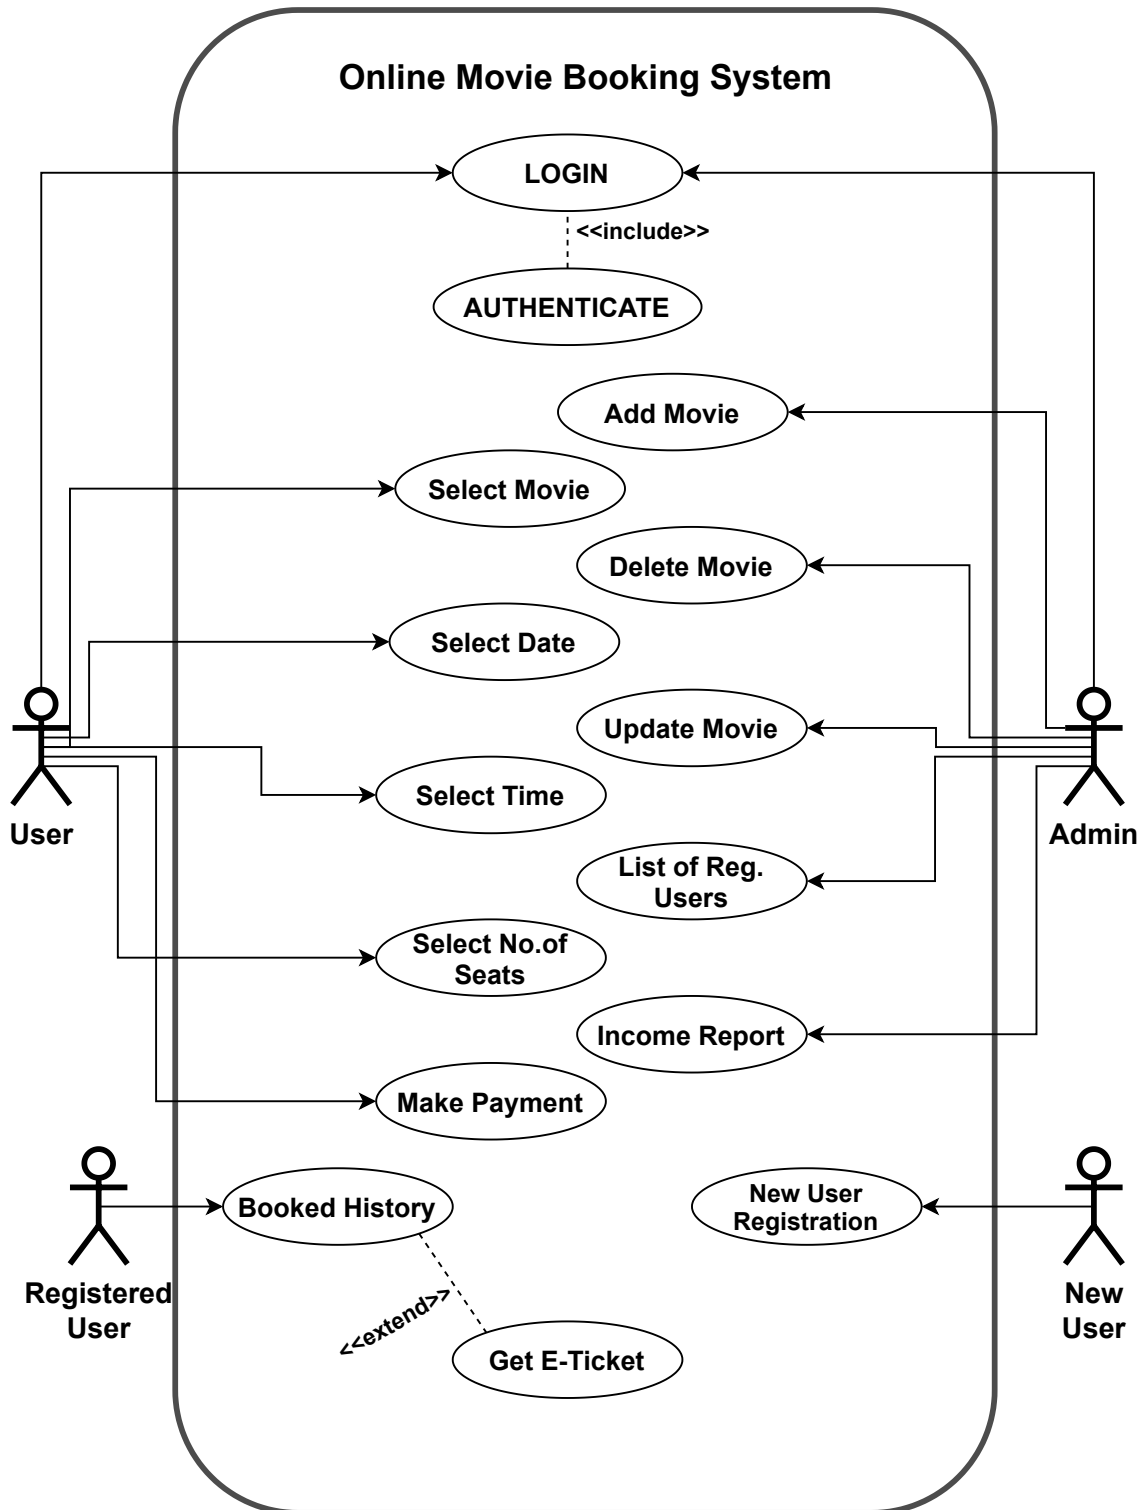 Online Movie Booking System
LOGIN
<<include>>
AUTHENTICATE
Add Movie
Select Movie
Delete Movie
Select Date
Update Movie
Select Time
User
Admin
List of Reg.
Users
Select No.of
Seats
Income Report
Make Payment
Booked History
New User
Registration
Registered
User
New
User
<<extend>>
Get E-Ticket